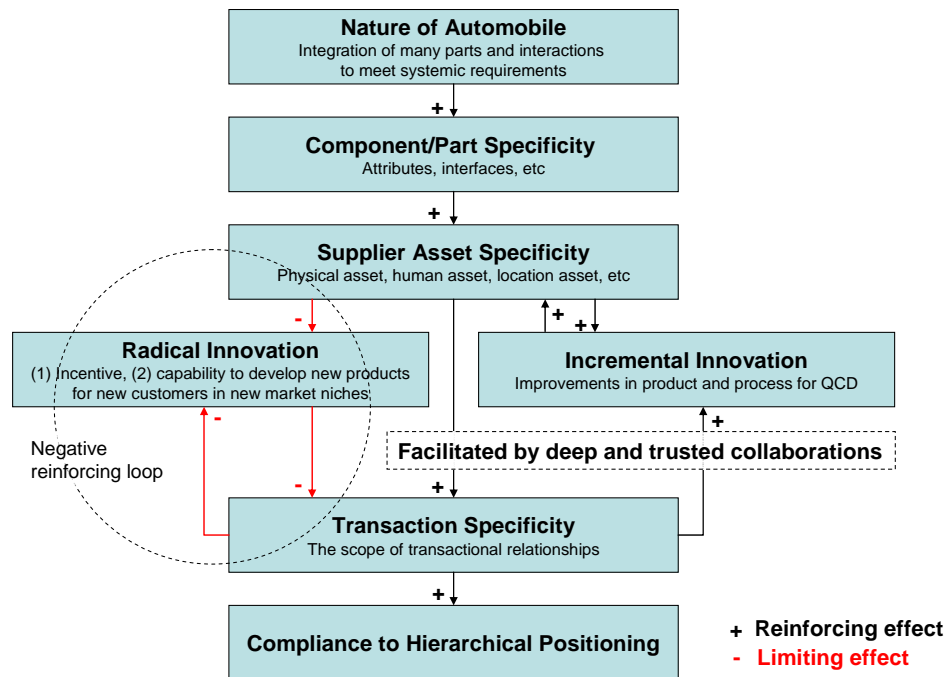 Nature of Automobile
Integration of many parts and interactions
to meet systemic requirements
+
Component/Part Specificity
Attributes, interfaces, etc
+
Supplier Asset Specificity
Physical asset, human asset, location asset, etc
-
+
+
Radical Innovation
(1) Incentive, (2) capability to develop new products
for new customers in new market niches
Incremental Innovation
Improvements in product and process for QCD
-
+
Negative
reinforcing loop
Facilitated by deep and trusted collaborations
-
+
Transaction Specificity
The scope of transactional relationships
+
Compliance to Hierarchical Positioning
+ Reinforcing effect
- Limiting effect